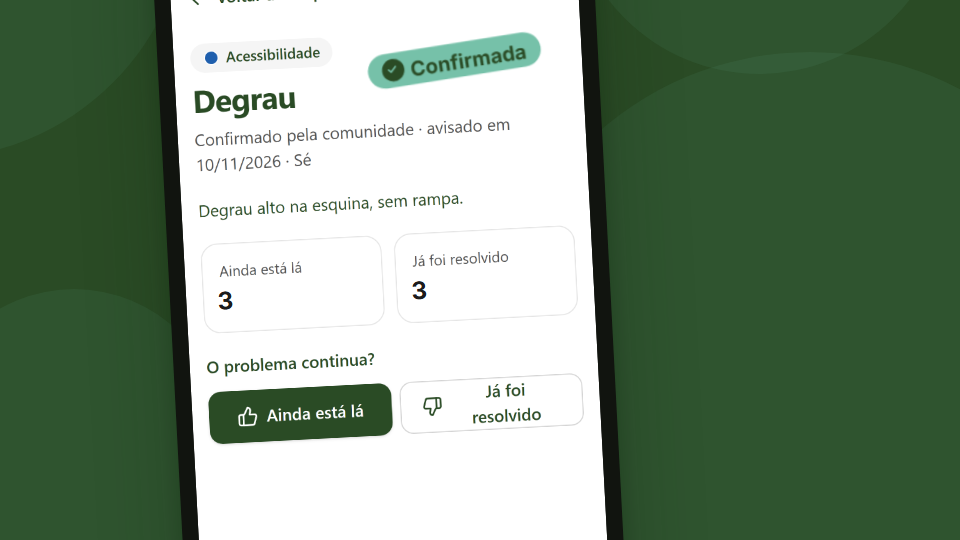 Acessibilidade
Confirmada
Degrau
Confirmado pela comunidade · avisado em
10/11/2026 · Sé
Degrau alto na esquina, sem rampa.
Ainda está lá
3
Já foi resolvido
3
O problema continua?
Ainda está lá
Já foi
resolvido